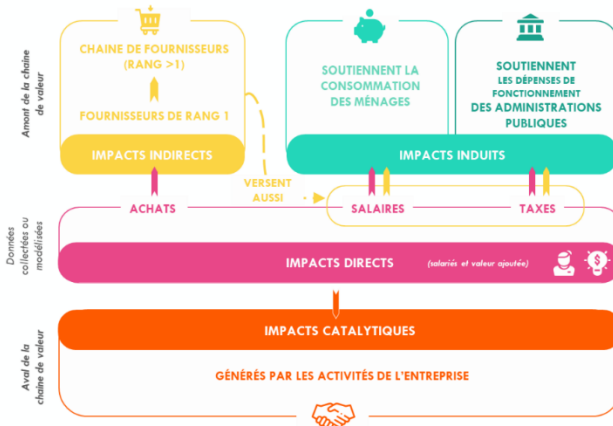 Amont de la chaine
de valeur
CHAINE DE FOURNISSEURS
(RANG >1)
FOURNISSEURS DE RANG 1
IMPACTS INDIRECTS
SOUTIENNENT LA
CONSOMMATION
DES MÉNAGES
SOUTIENNENT
LES DÉPENSES DE
FONCTIONNEMENT
DES ADMINISTRATIONS
PUBLIQUES
IMPACTS INDUITS
VERSENT
AUSSI
Données
collectées ou
modélisées
ACHATS
SALAIRES
TAXES
IMPACTS DIRECTS
(salariés et valeur ajoutée)
Aval de la
chaine de valeur
IMPACTS CATALYTIQUES
GÉNÉRÉS PAR LES ACTIVITÉS DE L'ENTREPRISE